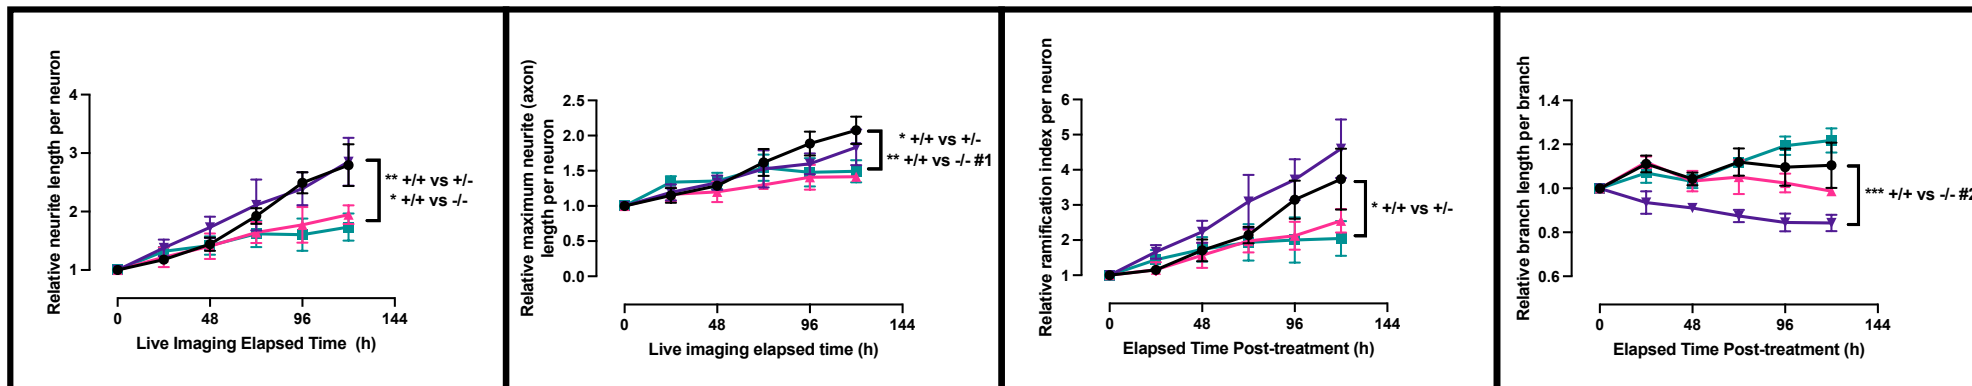 Relative neurite length per neuron
4
3
2
1
0
48
96
144
Live Imaging Elapsed Time (h)
** +/+ vs +/-
* +/+ vs -/-
Relative maximum neurite (axon)
length per neuron
2.5
2.0
1.5
1.0
0.5
0.0
0
48
96
144
Live imaging elapsed time (h)
* +/+ vs +/-
** +/+ vs -/- #1
Relative ramification index per neuron
6
5
4
3
2
1
0
48
96
144
Elapsed Time Post-treatment (h)
* +/+ vs +/-
Relative branch length per branch
1.4
1.2
1.0
0.8
0.6
0
48
96
144
Elapsed Time Post-treatment (h)
*** +/+ vs -/- #2